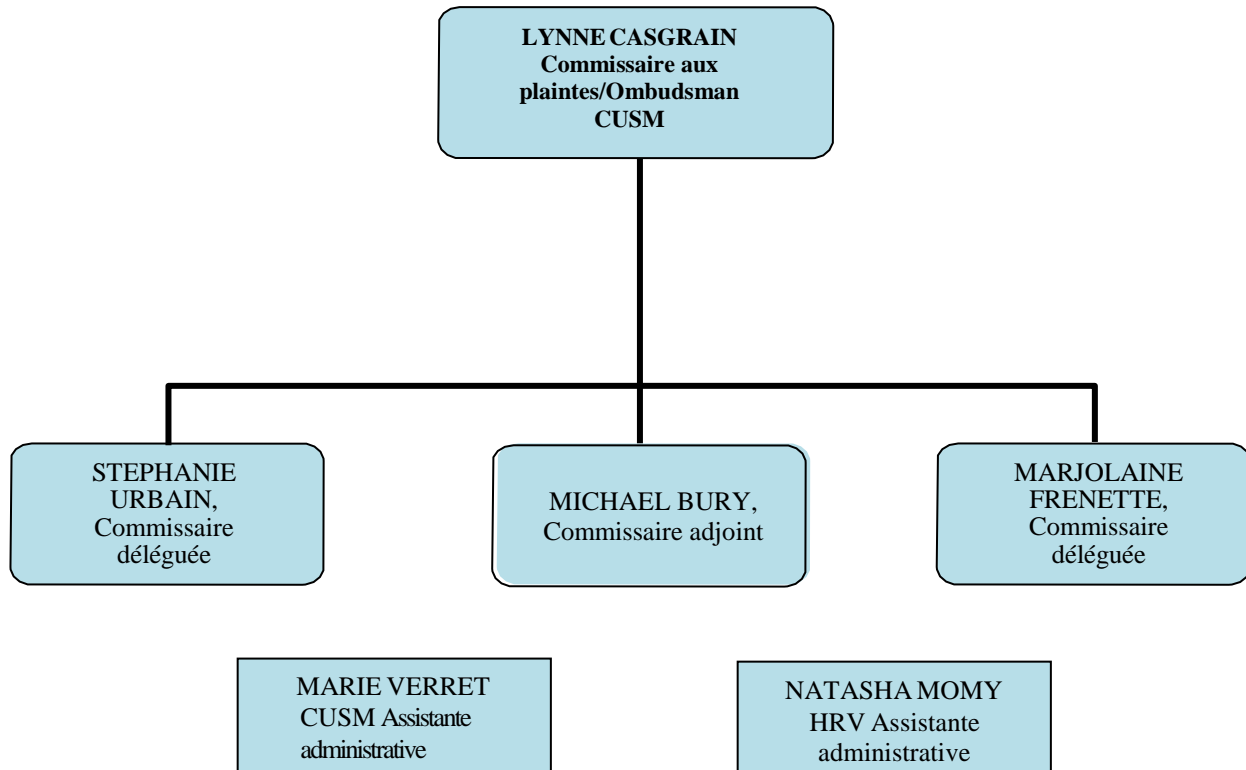 LYNNE CASGRAIN
Commissaire aux
plaintes/Ombudsman
CUSM
STEPHANIE
URBAIN,
Commissaire
déléguée
MICHAEL BURY,
Commissaire adjoint
MARJOLAINE
FRENETTE,
Commissaire
déléguée
MARIE VERRET
CUSM Assistante
administrative
NATASHA MOMY
HRV Assistante
administrative